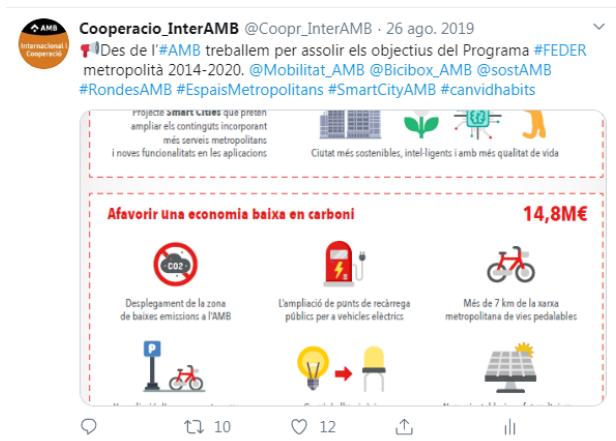 AMB
Internacional i
Cooperació
Cooperacio_InterAMB @Coopr_InterAMB · 26 ago. 2019
Des de l'#AMB treballem per assolir els objectius del Programa #FEDER
metropolità 2014-2020. @Mobilitat_AMB @Bicibox_AMB @sostAMB
#RondesAMB #EspaisMetropolitans #SmartCityAMB #canvidhabits
Projecte Smart Cities que pretén
ampliar els continguts incorporant
més serveis metropolitans
i noves funcionalitats en les aplicacions
Ciutat més sostenibles, intel·ligents i amb més qualitat de vida
Afavorir una economia baixa en carboni 14,8M€
CO2
Desplegament de la zona
de baixes emissions a l'AMB
L'ampliació de punts de recàrrega
públics per a vehicles elèctrics
Més de 7 km de la xarxa
metropolitana de vies pedalables
P
10
12